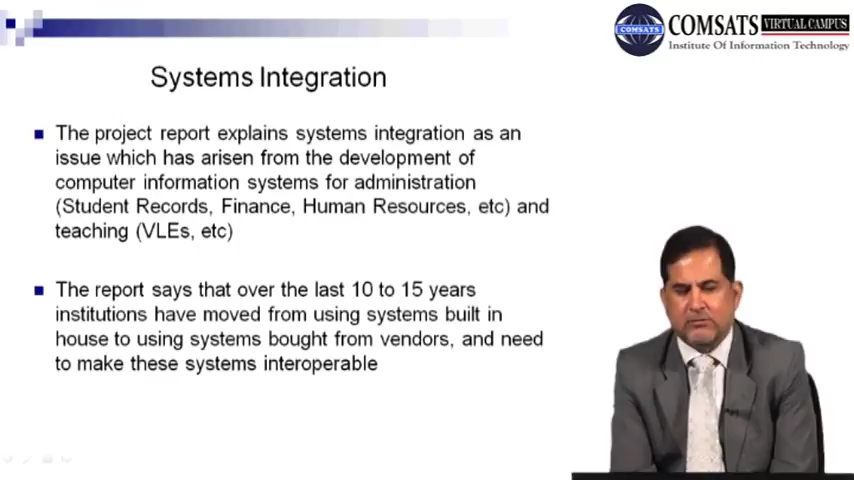 COMSATS VIRTUAL CAMPUS
COMSATS
Institute Of Information Technology
Systems Integration
The project report explains systems integration as an
issue which has arisen from the development of
computer information systems for administration
(Student Records, Finance, Human Resources, etc) and
teaching (VLEs, etc)
The report says that over the last 10 to 15 years
institutions have moved from using systems built in
house to using systems bought from vendors, and need
to make these systems interoperable